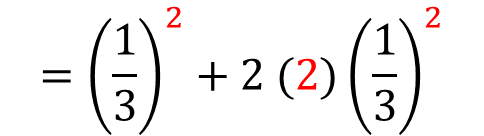 = (1/3)² + 2 (2) (1/3)²